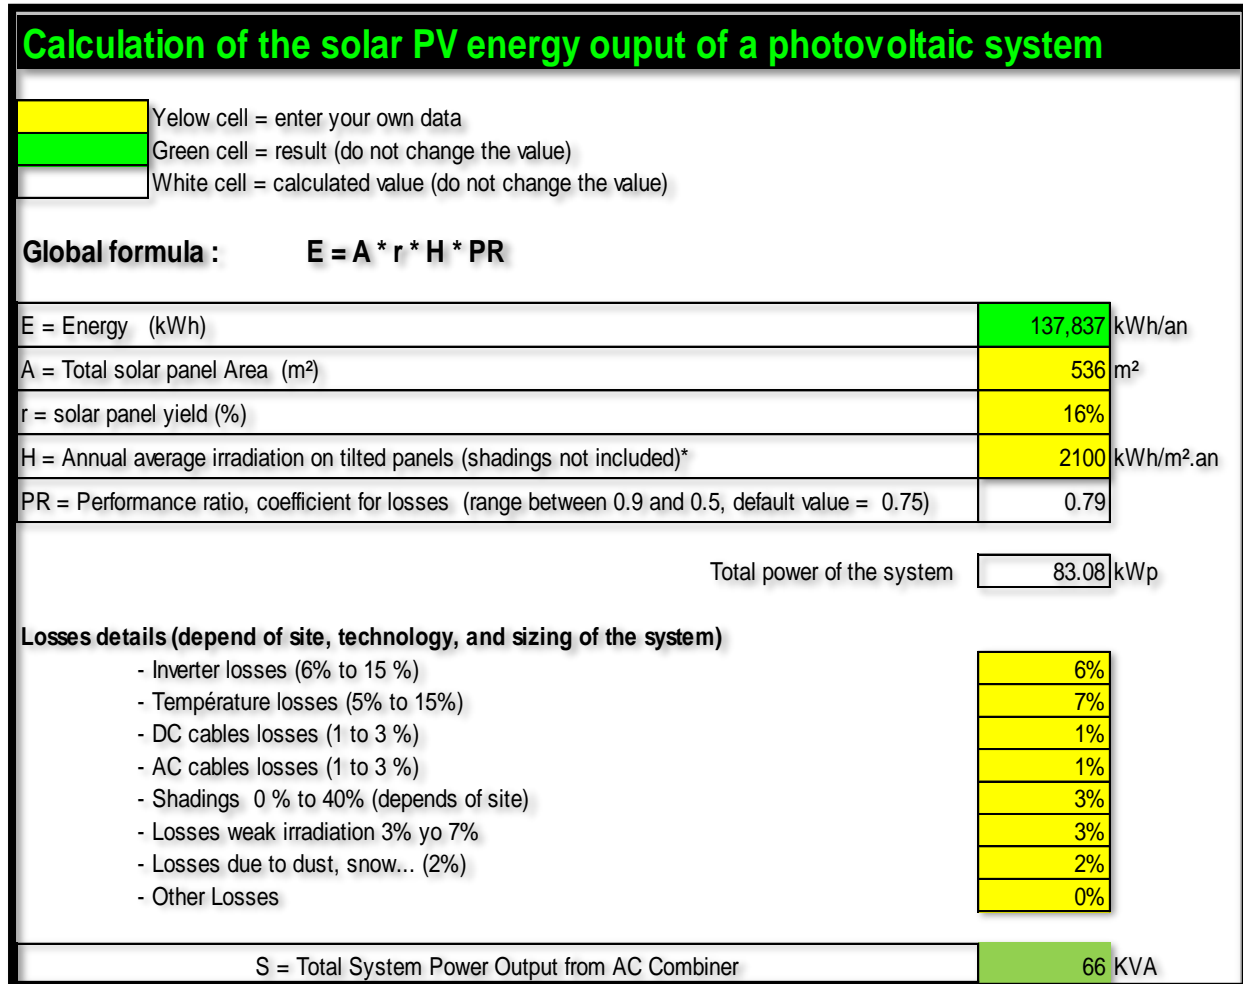 Calculation of the solar PV energy ouput of a photovoltaic system
Yelow cell = enter your own data
Green cell = result (do not change the value)
White cell = calculated value (do not change the value)
Global formula : E = A * r * H * PR
E = Energy (kWh) 137,837 kWh/an
A = Total solar panel Area (m²) 536 m²
r = solar panel yield (%) 16%
H = Annual average irradiation on tilted panels (shadings not included)* 2100 kWh/m².an
PR = Performance ratio, coefficient for losses (range between 0.9 and 0.5, default value = 0.75) 0.79
Total power of the system 83.08 kWp
Losses details (depend of site, technology, and sizing of the system)
- Inverter losses (6% to 15 %) 6%
- Température losses (5% to 15%) 7%
- DC cables losses (1 to 3 %) 1%
- AC cables losses (1 to 3 %) 1%
- Shadings 0 % to 40% (depends of site) 3%
- Losses weak irradiation 3% yo 7% 3%
- Losses due to dust, snow... (2%) 2%
- Other Losses 0%
S = Total System Power Output from AC Combiner 66 KVA